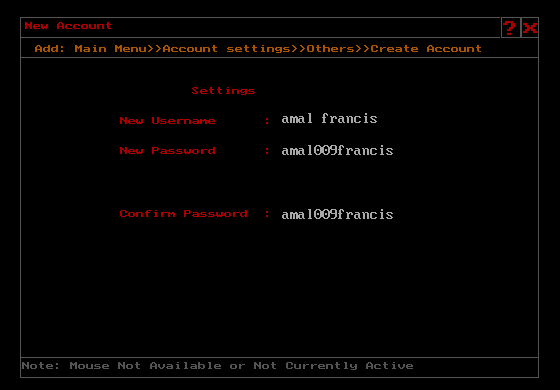 New Account ? X
Add: Main Menu>>Account settings>>Others>>Create Account
Settings
New Username : amal francis
New Password : amal009francis
Confirm Password : amal009francis
Note: Mouse Not Available or Not Currently Active